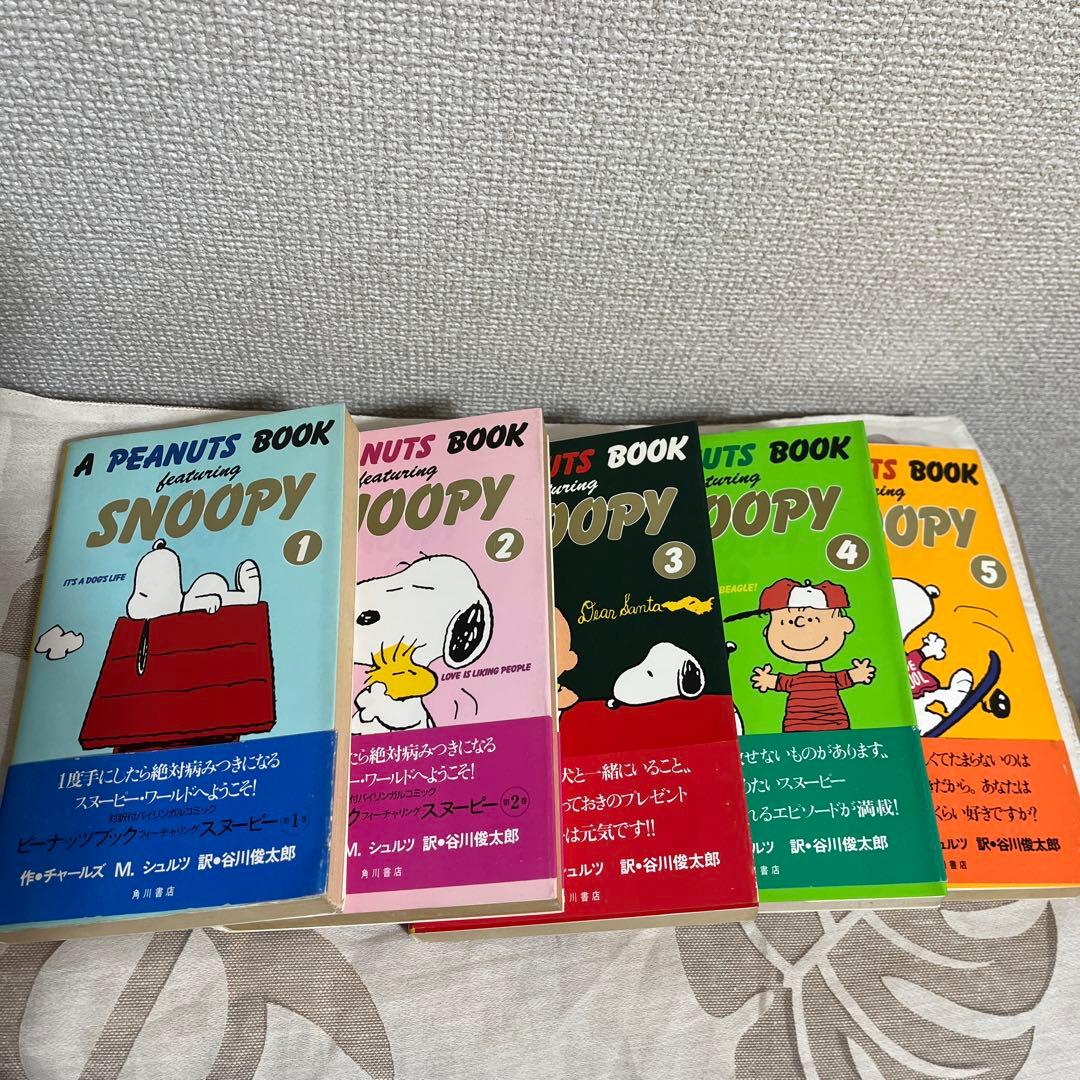 A PEANUTS BOOK
featuring
SNOOPY
1
IT'S A DOG'S LIFE
1度手にしたら絶対病みつきになる
スヌーピー・ワールドへようこそ!
対訳付バイリンガルコミック
ピーナッツブックフィーチャリングスヌーピー 第1巻
作・チャールズ M. シュルツ 訳・谷川俊太郎
角川書店
NUTS BOOK
featuring
NOOPY
2
LOVE IS LIKING PEOPLE
たら絶対病みつきになる
ー・ワールドへようこそ!
付バイリンガルコミック
クフィーチャリングスヌーピー 第2巻
M. シュルツ 訳・谷川俊太郎
角川書店
UTS BOOK
uring
OOPY
3
Dear Santa
犬と一緒にいること、
っておきのプレゼント
は元気です!!
シュルツ 訳・谷川俊太郎
角川書店
UTS BOOK
turing
OOPY
4
BEAGLE!
せないものがあります。
りたいスヌーピー
れるエピソードが満載!
シュルツ 訳・谷川俊太郎
角川書店
TS BOOK
ring
OPY
5
くてたまらないのは
きだから。あなたは
くらい好きですか?
ュルツ 訳・谷川俊太郎
角川書店